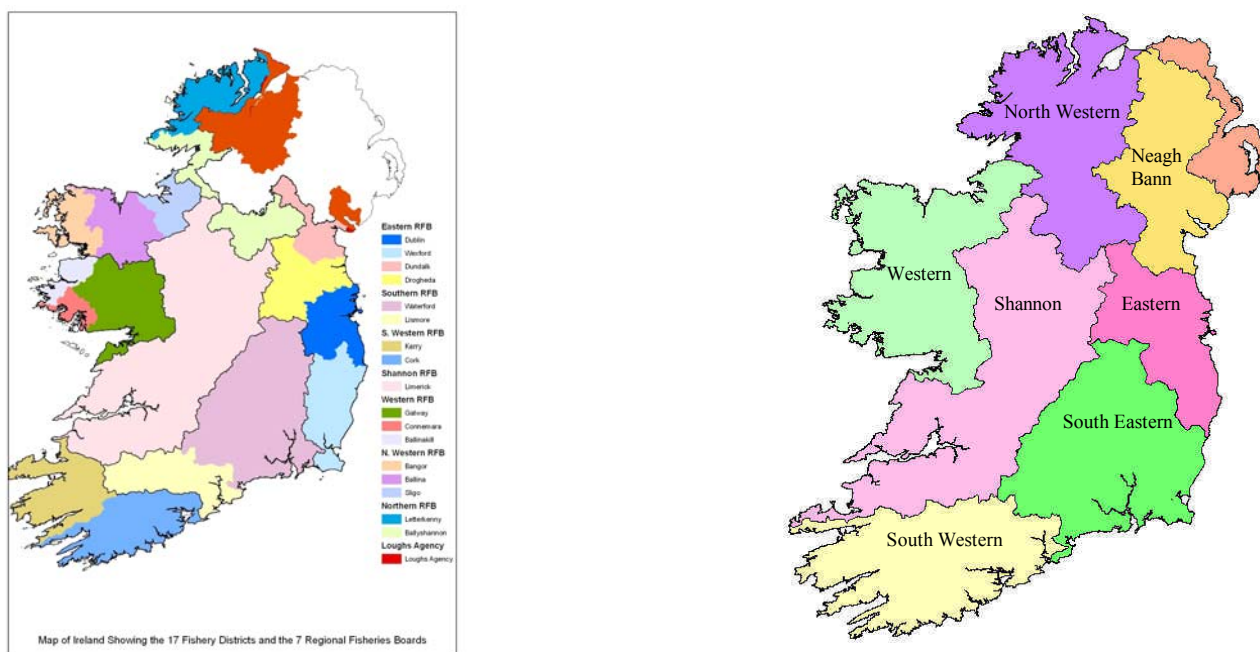 Eastern RFB
Dublin
Wexford
Dundalk
Drogheda
Southern RFB
Waterford
Lismore
S. Western RFB
Kerry
Cork
Shannon RFB
Limerick
Western RFB
Galway
Connemara
Ballinakill
N. Western RFB
Bangor
Ballina
Sligo
Northern RFB
Letterkenny
Ballyshannon
Loughs Agency
Loughs Agency
Map of Ireland Showing the 17 Fishery Districts and the 7 Regional Fisheries Boards
North Western
Neagh
Bann
Western
Shannon
Eastern
South Eastern
South Western